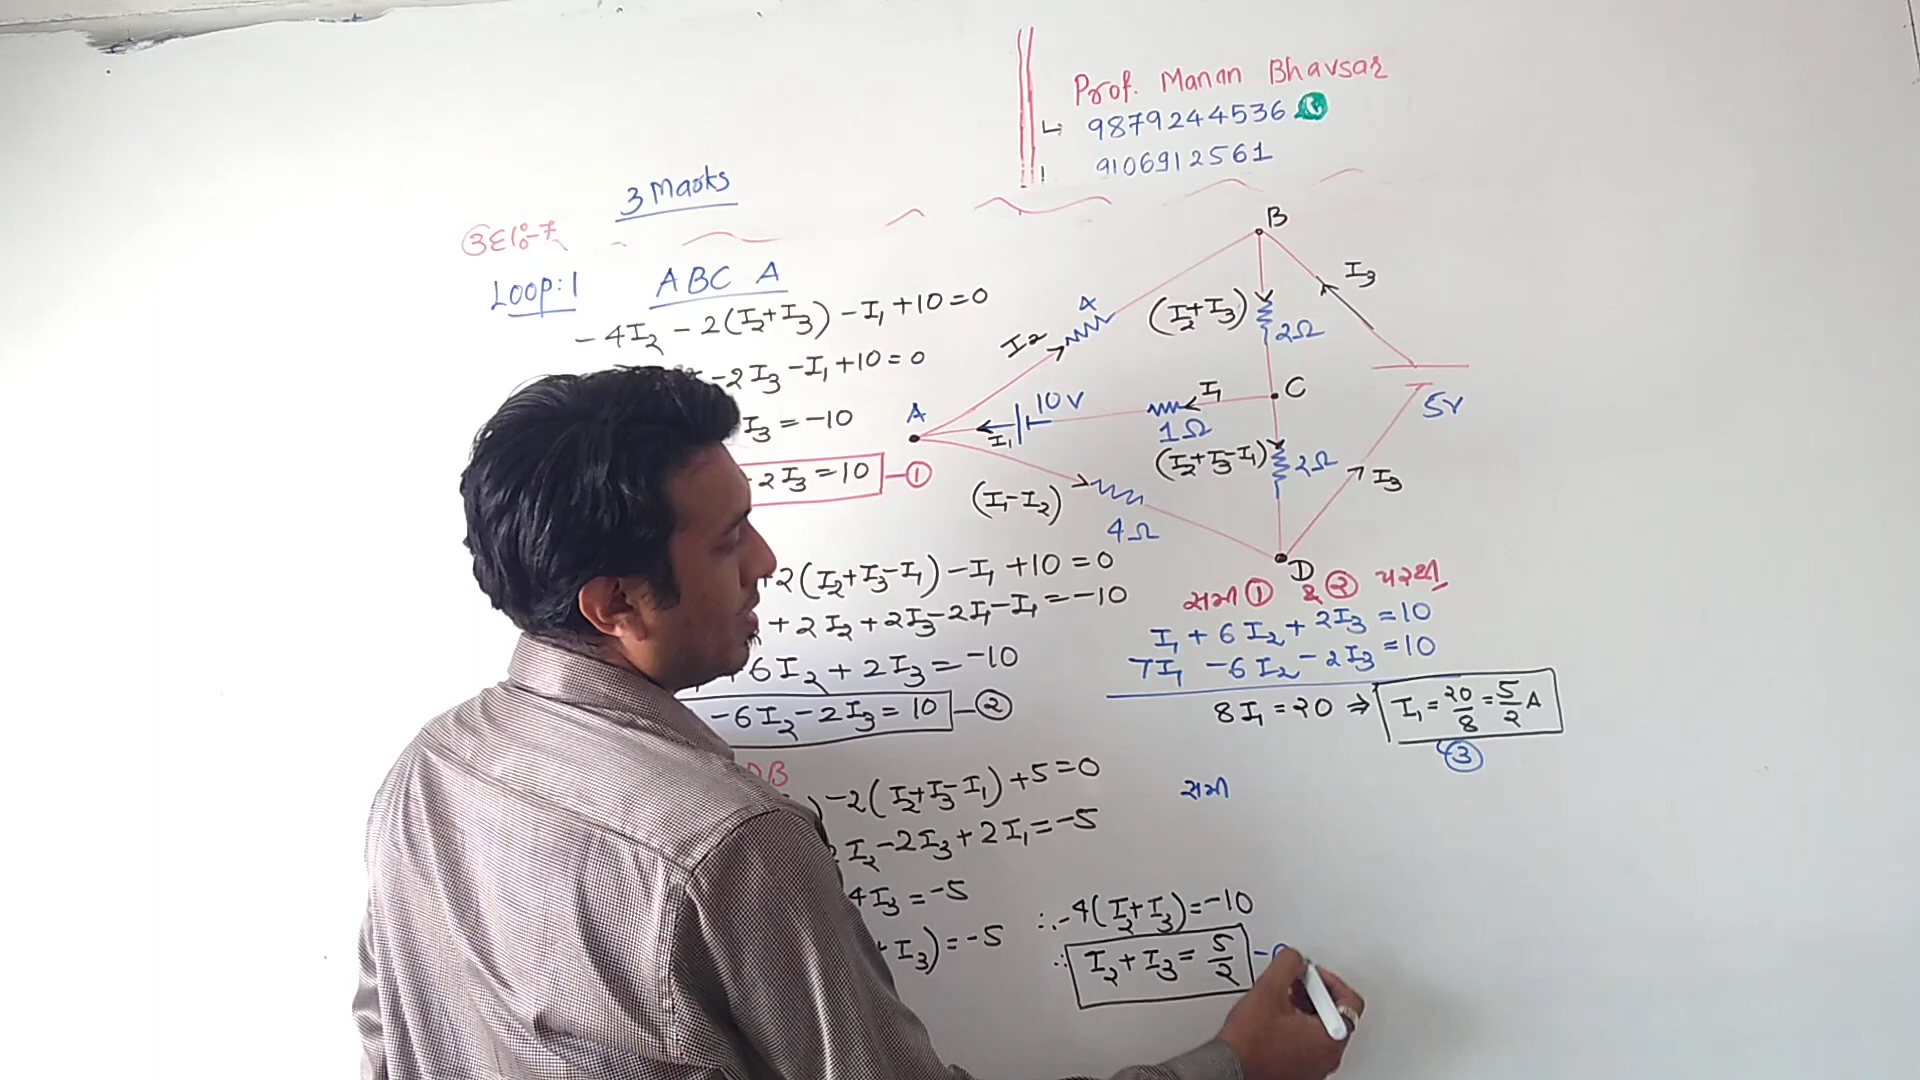 Prof. Manan Bhavsar
9879244536
9106912561
3 Marks
Loop:1 ABC A
-4I₂ - 2(I₂+I₃) - I₁ + 10 = 0
-2I₃ - I₁ + 10 = 0
I₃ = -10
2I₃ = 10 - ①
+2(I₂+I₃-I₁) - I₁ + 10 = 0
+ 2I₂ + 2I₃ - 2I₁ - I₁ = -10
6I₂ + 2I₃ = -10
-6I₂ - 2I₃ = 10 - ②
DB
) - 2(I₂+I₃-I₁) + 5 = 0
2I₂ - 2I₃ + 2I₁ = -5
4I₃ = -5
+ I₃) = -5
∴ -4(I₂+I₃) = -10
∴ I₂ + I₃ = 5/2 -
B
I₃
4
(I₂+I₃)
2Ω
I₂
A
10V
I₁
C
I₁
1Ω
5V
(I₂+I₃-I₁)
2Ω
I₃
(I₁-I₂)
4Ω
D
સમી ① & ② પરથી
I₁ + 6I₂ + 2I₃ = 10
7I₁ - 6I₂ - 2I₃ = 10
8I₁ = 20 ⇒ I₁ = 20/8 = 5/2 A
③
સમી